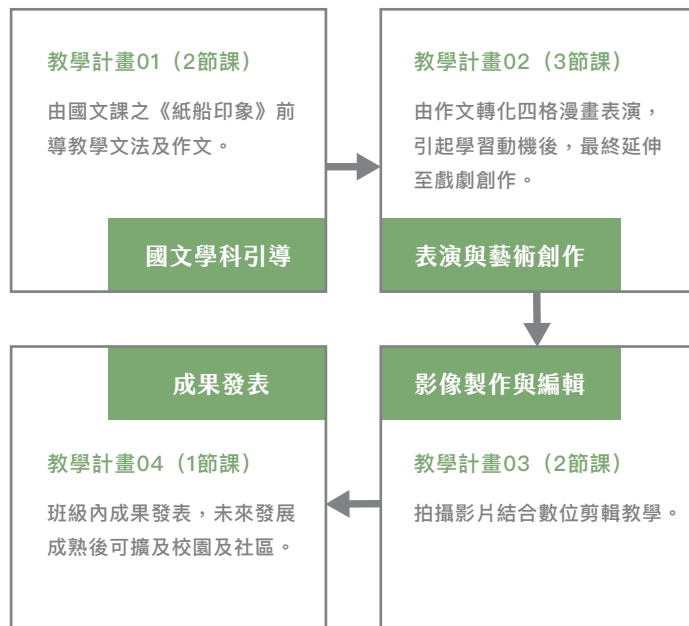 教學計畫01（2節課）
由國文課之《紙船印象》前
導教學文法及作文。
國文學科引導
教學計畫02（3節課）
由作文轉化四格漫畫表演，
引起學習動機後，最終延伸
至戲劇創作。
表演與藝術創作
影像製作與編輯
教學計畫03（2節課）
拍攝影片結合數位剪輯教學。
成果發表
教學計畫04（1節課）
班級內成果發表，未來發展
成熟後可擴及校園及社區。